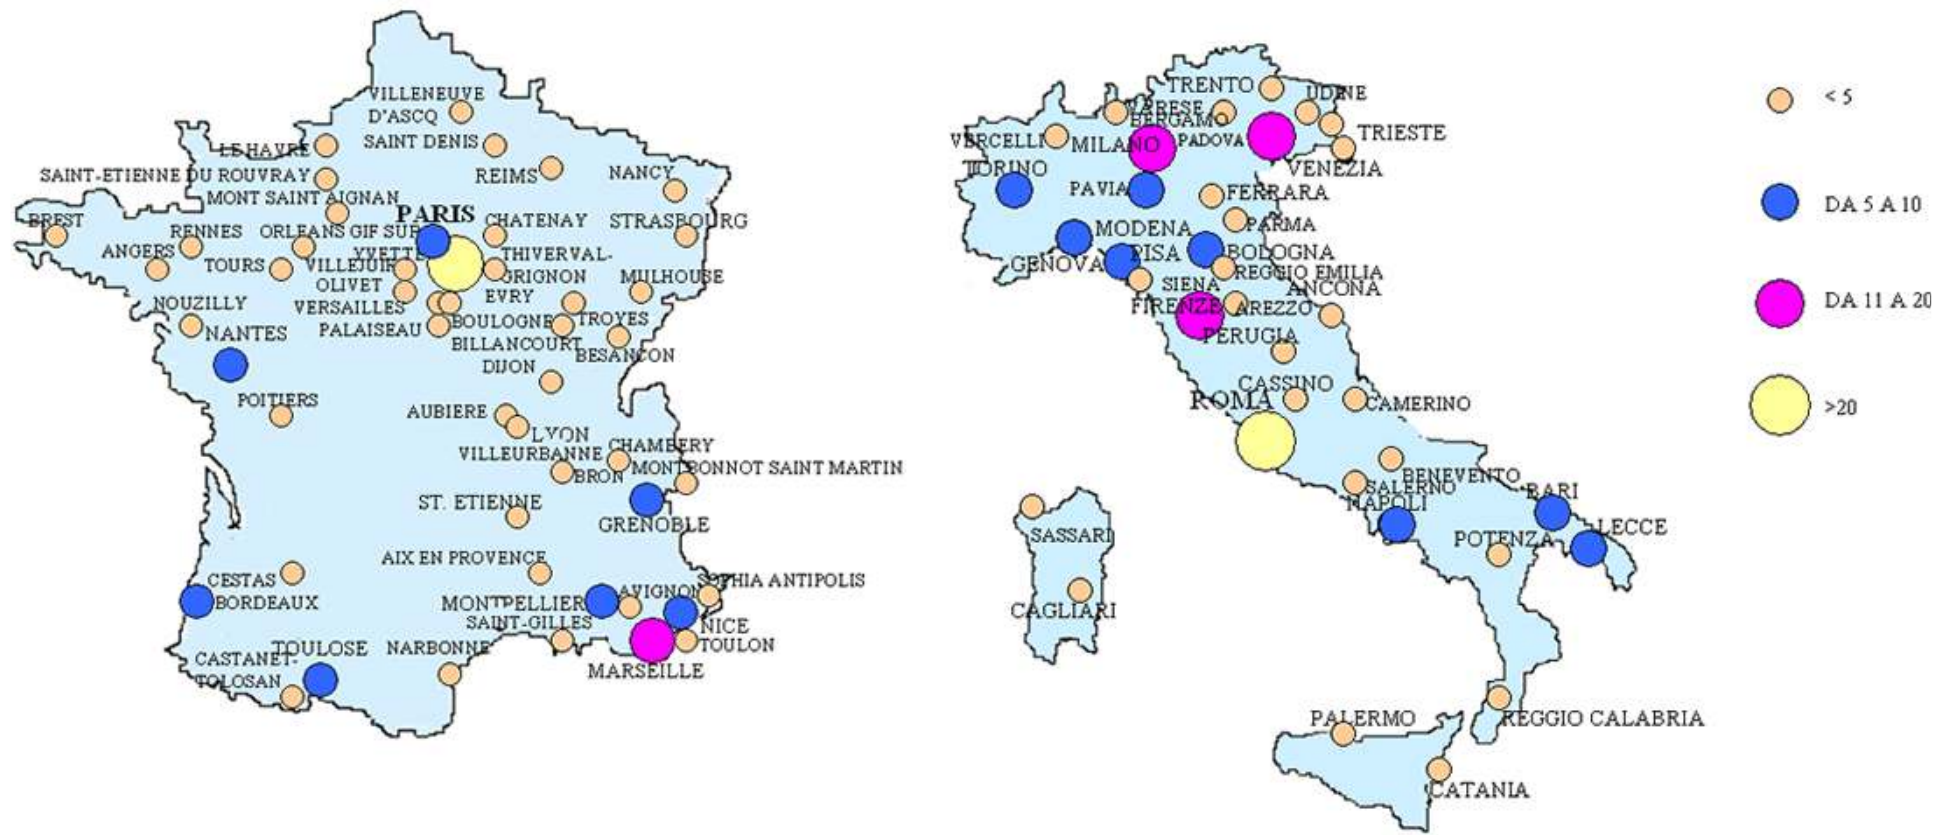 VILLENEUVE
D'ASCQ
SAINT DENIS
LE HAVRE
REIMS
NANCY
SAINT-ETIENNE DU ROUVRAY
MONT SAINT AIGNAN
PARIS
CHATENAY
STRASBOURG
BREST
RENNES
ORLEANS
GIF SUR
YVETTE
ANGERS
TOURS
VILLEJUIF
THIVERVAL-
GRIGNON
MULHOUSE
OLIVET
EVRY
NOUZILLY
VERSAILLES
NANTES
PALAISEAU
BOULOGNE
BILLANCOURT
TROYES
BESANCON
DIJON
POITIERS
AUBIERE
LYON
VILLEURBANNE
CHAMBERY
BRON
MONTBONNOT SAINT MARTIN
ST. ETIENNE
GRENOBLE
AIX EN PROVENCE
CESTAS
BORDEAUX
MONTPELLIER
AVIGNON
SOPHIA ANTIPOLIS
SAINT-GILLES
NICE
TOULON
TOULOSE
NARBONNE
MARSEILLE
CASTANET-
TOLOSAN
TRENTO
UDINE
VARESE
BERGAMO
TRIESTE
VERCELLI
MILANO
PADOVA
TORINO
VENEZIA
PAVIA
FERRARA
PARMA
MODENA
GENOVA
PISA
BOLOGNA
REGGIO EMILIA
SIENA
ANCONA
FIRENZE
AREZZO
PERUGIA
CASSINO
ROMA
CAMERINO
BENEVENTO
SALERNO
NAPOLI
BARI
LECCE
POTENZA
SASSARI
CAGLIARI
PALERMO
REGGIO CALABRIA
CATANIA
< 5
DA 5 A 10
DA 11 A 20
>20